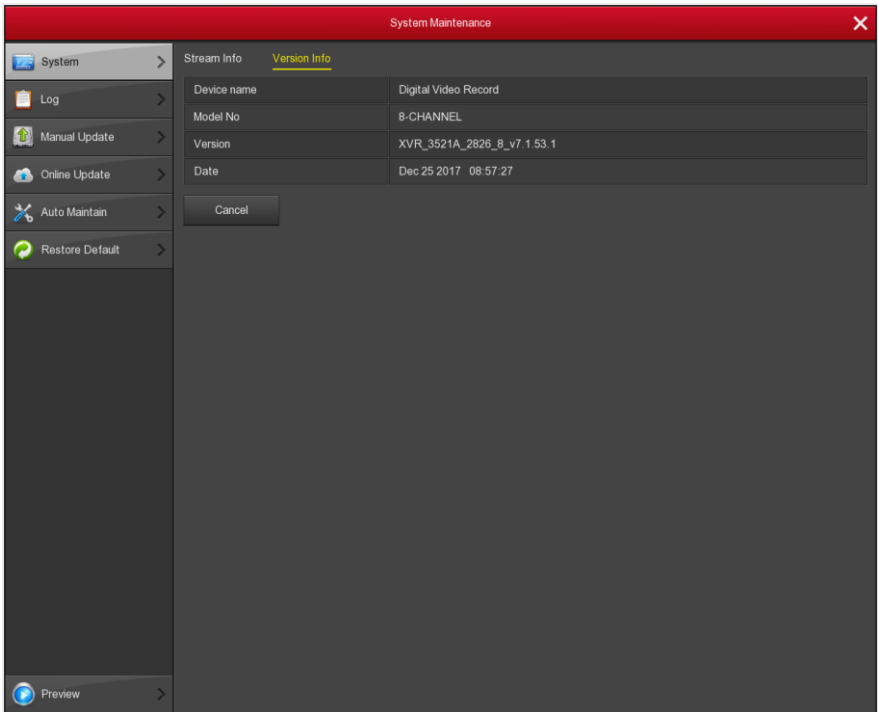 System Maintenance
System
Stream Info Version Info
Device name Digital Video Record
Log
Model No 8-CHANNEL
Manual Update
Version XVR_3521A_2826_8_v7.1.53.1
Online Update
Date Dec 25 2017 08:57:27
Auto Maintain
Cancel
Restore Default
Preview